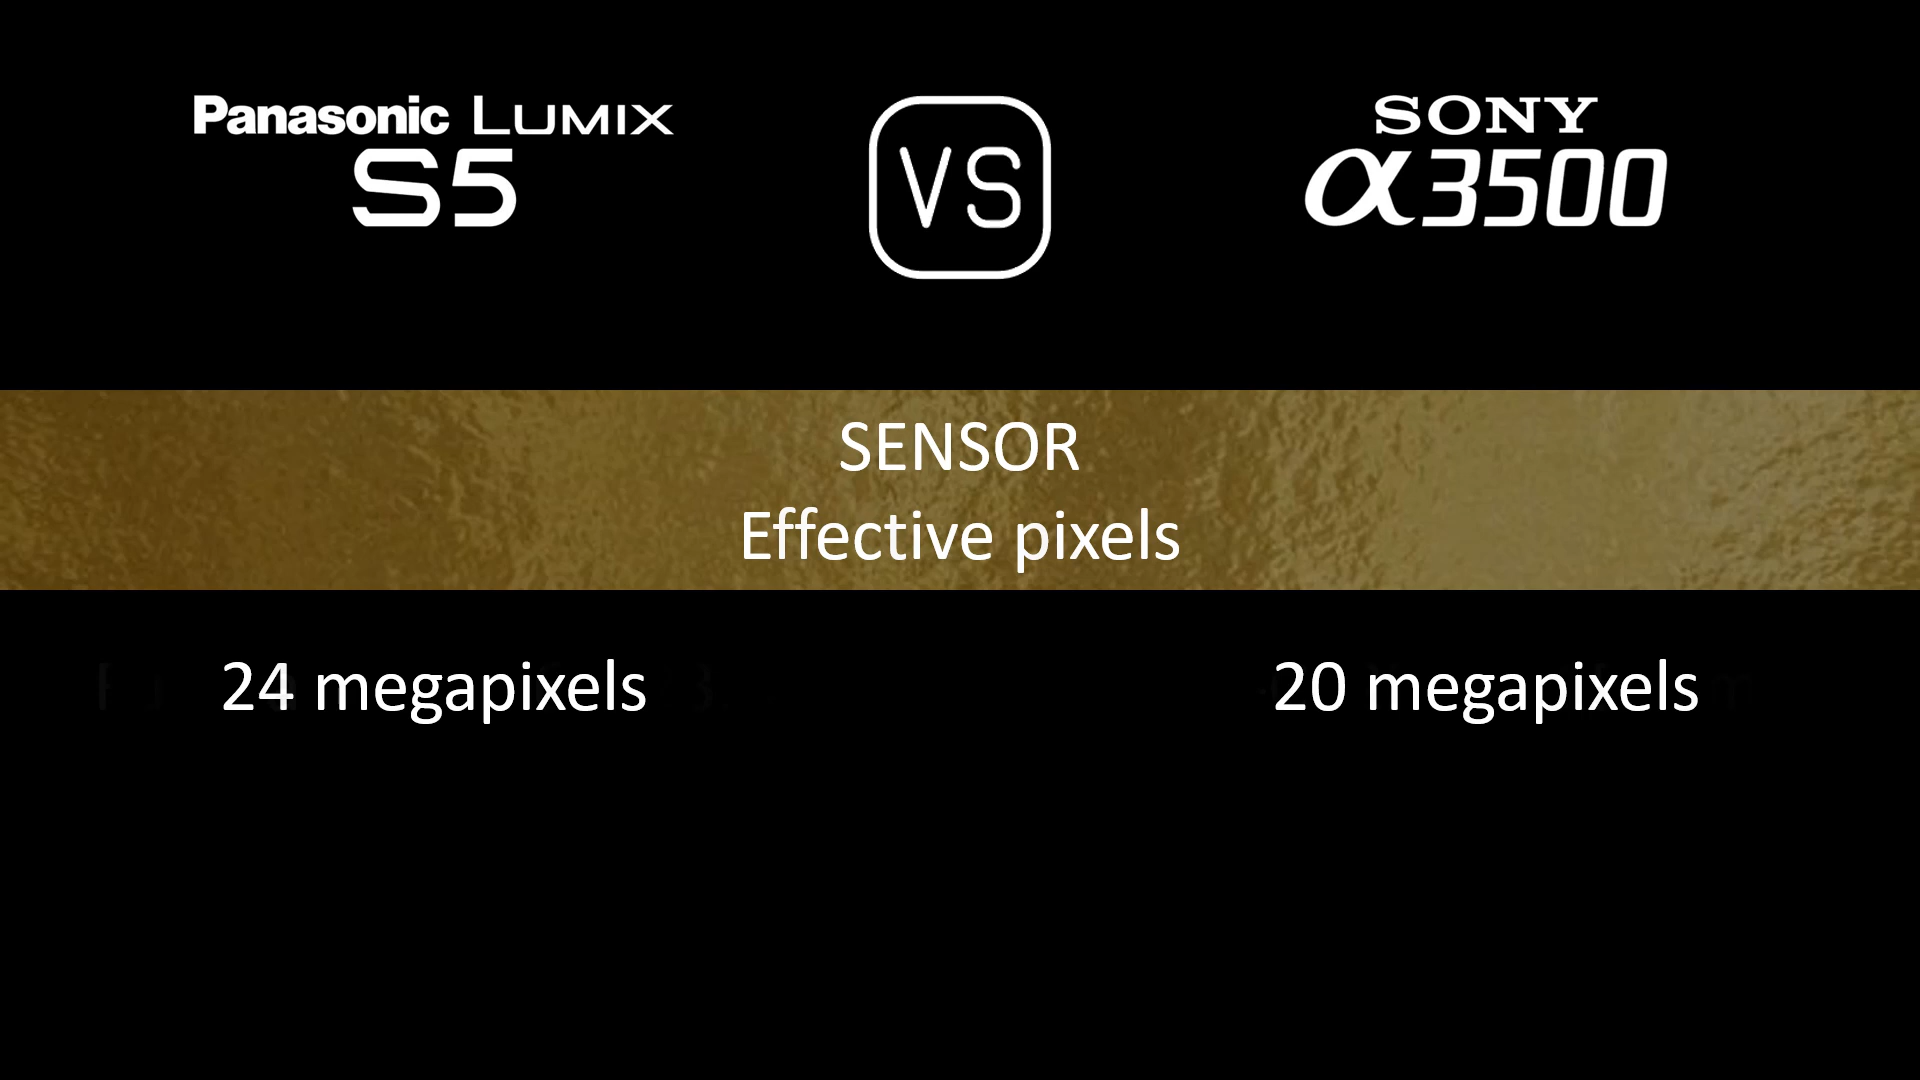 Panasonic LUMIX
S5
VS
SONY
α3500
SENSOR
Effective pixels
24 megapixels
20 megapixels